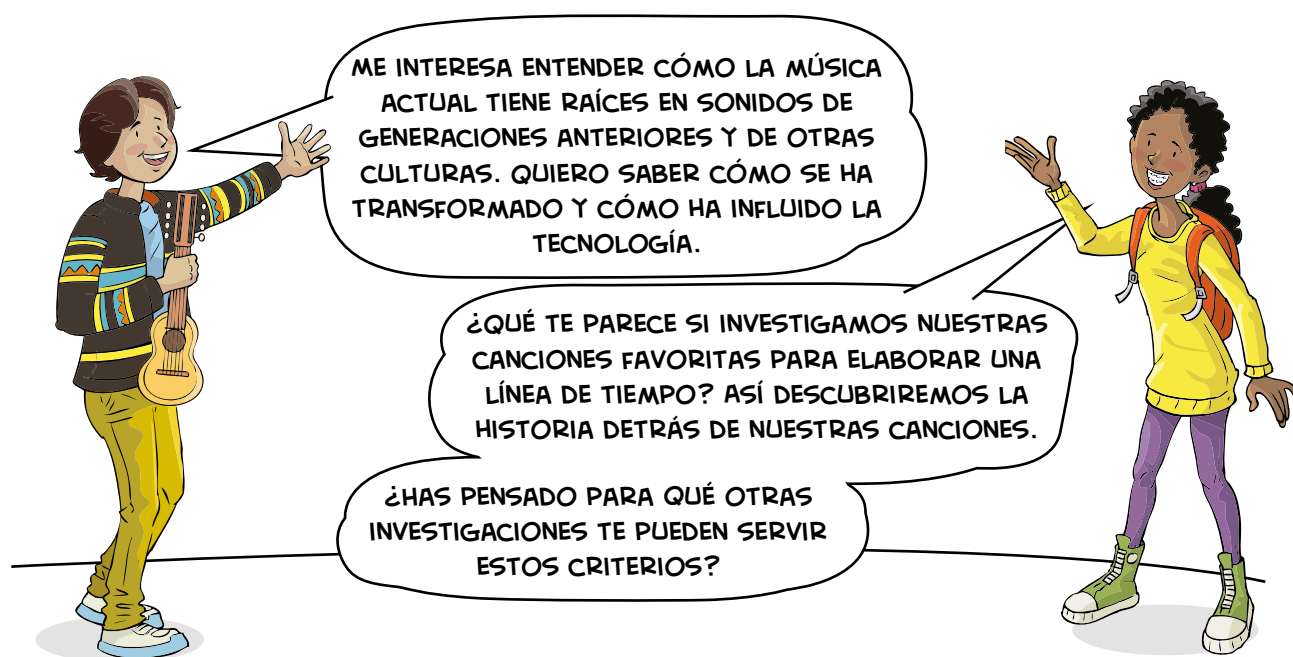 ME INTERESA ENTENDER CÓMO LA MÚSICA
ACTUAL TIENE RAÍCES EN SONIDOS DE
GENERACIONES ANTERIORES Y DE OTRAS
CULTURAS. QUIERO SABER CÓMO SE HA
TRANSFORMADO Y CÓMO HA INFLUIDO LA
TECNOLOGÍA.
¿QUÉ TE PARECE SI INVESTIGAMOS NUESTRAS
CANCIONES FAVORITAS PARA ELABORAR UNA
LÍNEA DE TIEMPO? ASÍ DESCUBRIREMOS LA
HISTORIA DETRÁS DE NUESTRAS CANCIONES.
¿HAS PENSADO PARA QUÉ OTRAS
INVESTIGACIONES TE PUEDEN SERVIR
ESTOS CRITERIOS?